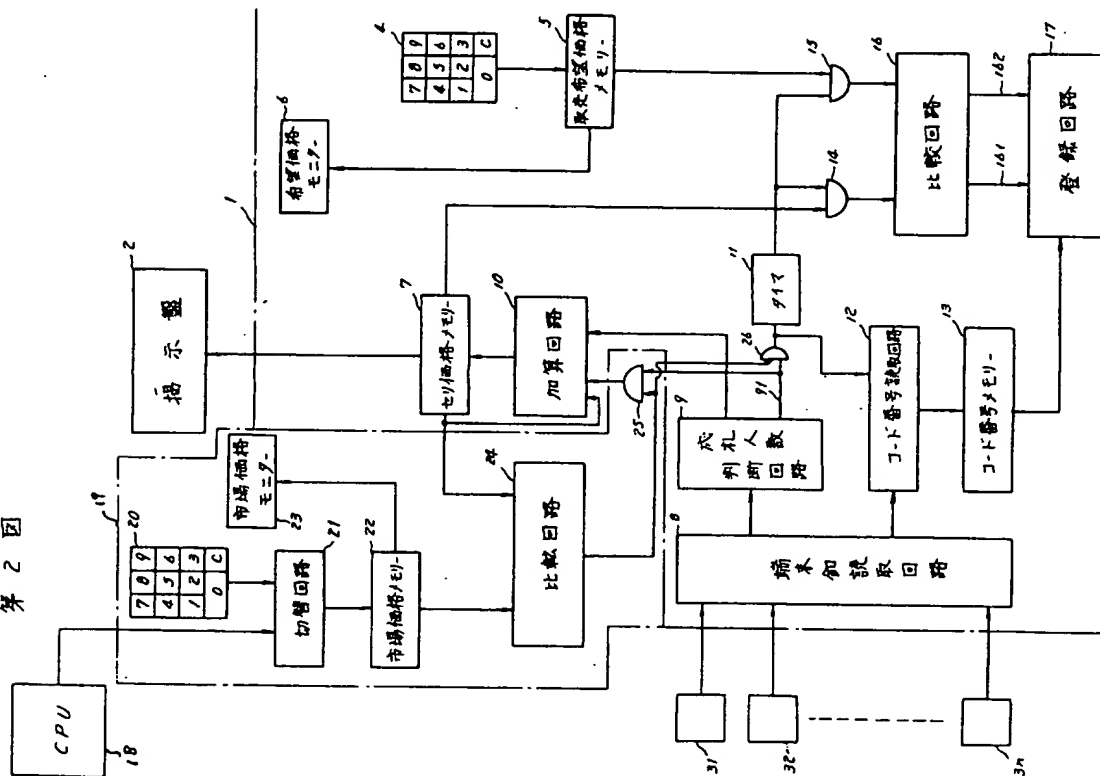 第2図
CPU
18
19
20
7 8 9
4 5 6
1 2 3
0 C
切替回路
21
市場価格メモリー
22
市場価格
モニター
23
比較回路
24
掲示盤
2
1
セリ価格メモリー
7
加算回路
10
25
26
希望価格
モニター
6
4
7 8 9
4 5 6
1 2 3
0 C
5
取売希望価格
メモリー
31
32
3n
端末釦読取回路
8
応札人数
判断回路
9
91
タイマ
11
コード番号読取回路
12
コード番号メモリー
13
14
15
比較回路
16
161
162
登録回路
17